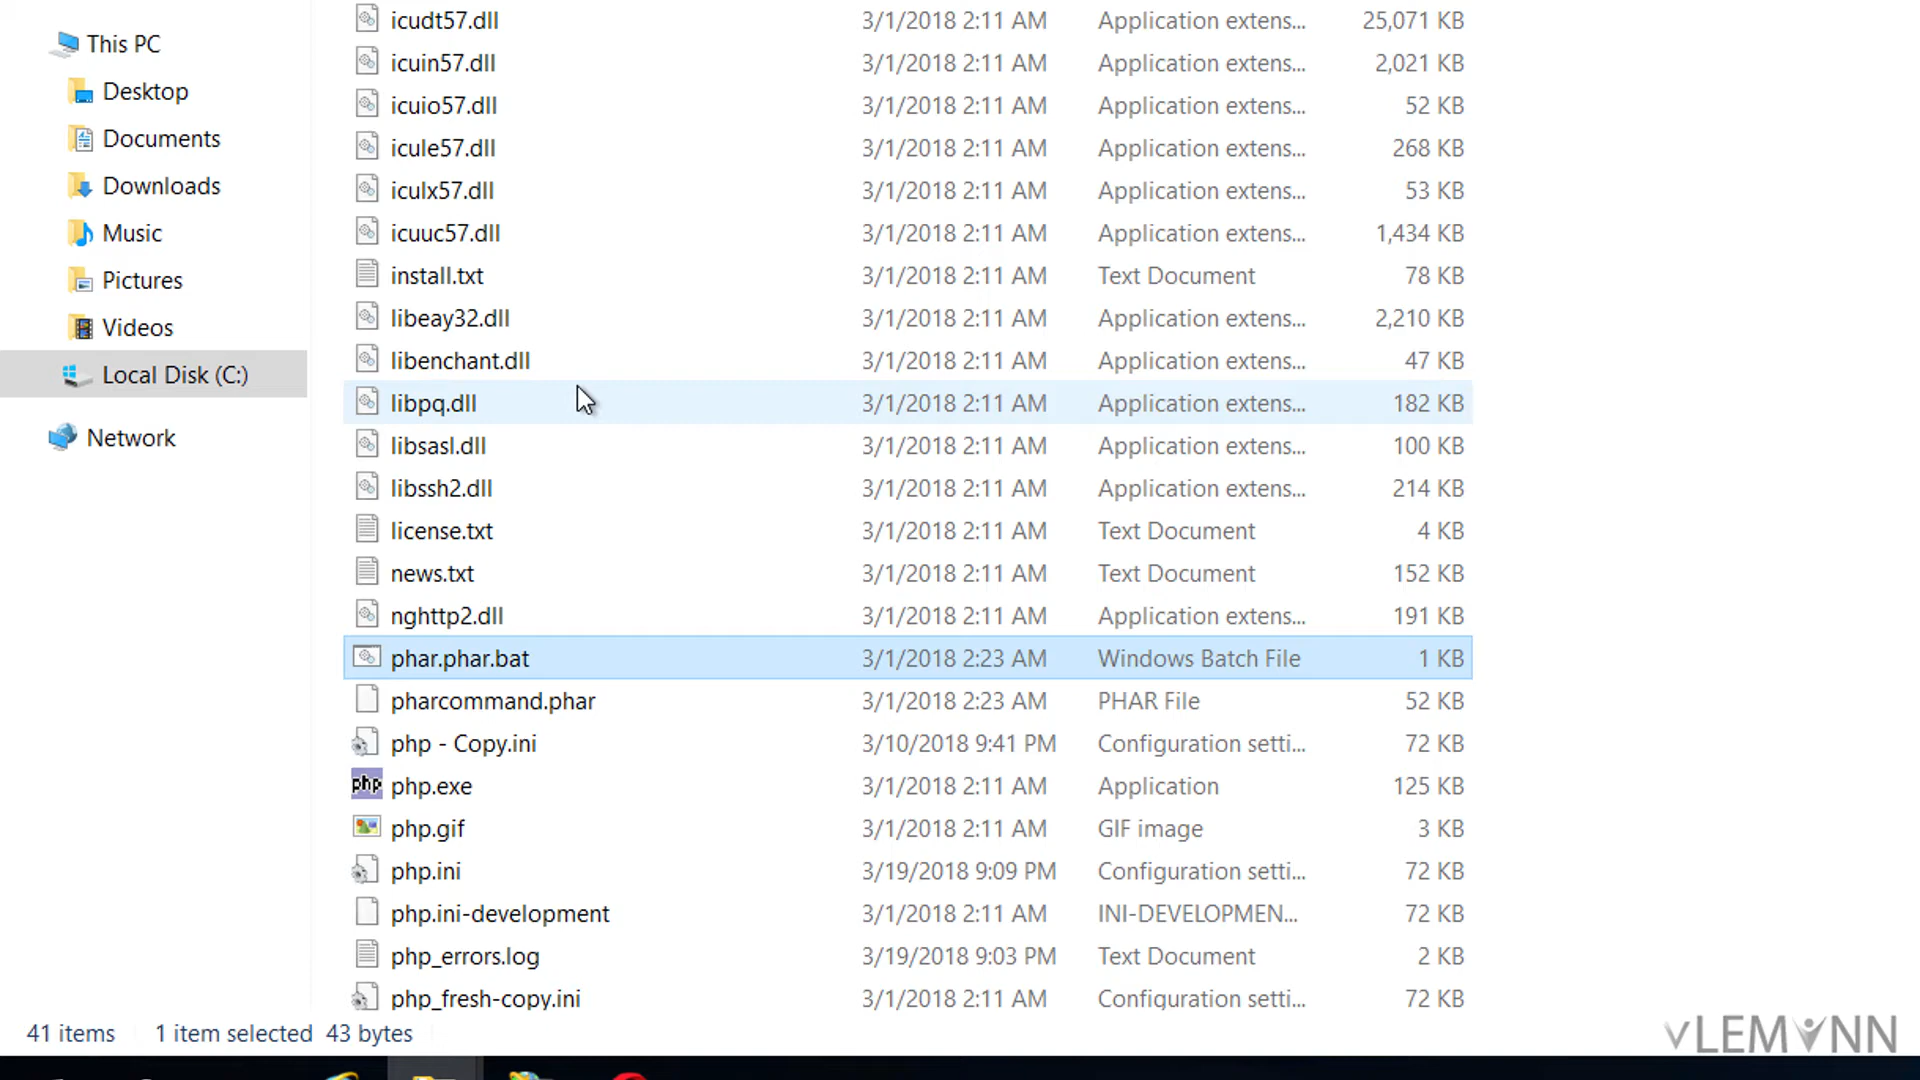 This PC
Desktop
Documents
Downloads
Music
Pictures
Videos
Local Disk (C:)
Network
icudt57.dll 3/1/2018 2:11 AM Application extens... 25,071 KB
icuin57.dll 3/1/2018 2:11 AM Application extens... 2,021 KB
icuio57.dll 3/1/2018 2:11 AM Application extens... 52 KB
icule57.dll 3/1/2018 2:11 AM Application extens... 268 KB
iculx57.dll 3/1/2018 2:11 AM Application extens... 53 KB
icuuc57.dll 3/1/2018 2:11 AM Application extens... 1,434 KB
install.txt 3/1/2018 2:11 AM Text Document 78 KB
libeay32.dll 3/1/2018 2:11 AM Application extens... 2,210 KB
libenchant.dll 3/1/2018 2:11 AM Application extens... 47 KB
libpq.dll 3/1/2018 2:11 AM Application extens... 182 KB
libsasl.dll 3/1/2018 2:11 AM Application extens... 100 KB
libssh2.dll 3/1/2018 2:11 AM Application extens... 214 KB
license.txt 3/1/2018 2:11 AM Text Document 4 KB
news.txt 3/1/2018 2:11 AM Text Document 152 KB
nghttp2.dll 3/1/2018 2:11 AM Application extens... 191 KB
phar.phar.bat 3/1/2018 2:23 AM Windows Batch File 1 KB
pharcommand.phar 3/1/2018 2:23 AM PHAR File 52 KB
php - Copy.ini 3/10/2018 9:41 PM Configuration setti... 72 KB
php php.exe 3/1/2018 2:11 AM Application 125 KB
php.gif 3/1/2018 2:11 AM GIF image 3 KB
php.ini 3/19/2018 9:09 PM Configuration setti... 72 KB
php.ini-development 3/1/2018 2:11 AM INI-DEVELOPMEN... 72 KB
php_errors.log 3/19/2018 9:03 PM Text Document 2 KB
php_fresh-copy.ini 3/1/2018 2:11 AM Configuration setti... 72 KB
41 items 1 item selected 43 bytes
vLEMYNN